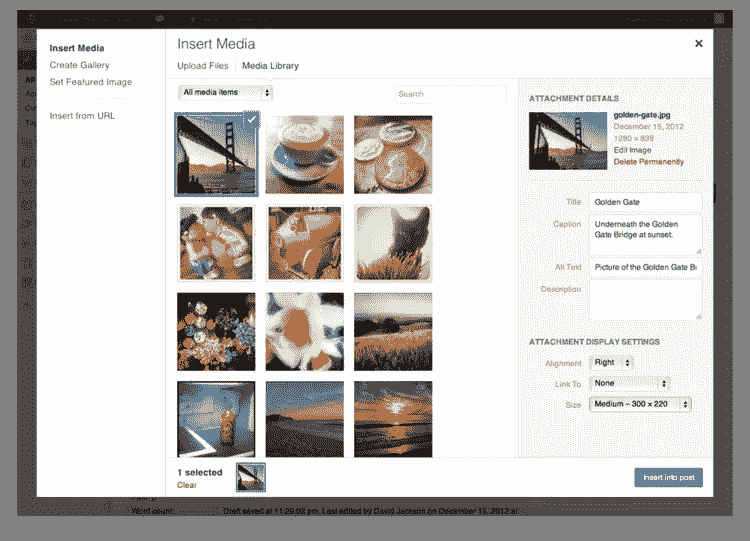 Insert Media
Create Gallery
Set Featured Image
Insert from URL
Insert Media
Upload Files
Media Library
All media items
Search
ATTACHMENT DETAILS
golden-gate.jpg
December 15, 2012
Edit Image
Delete Permanently
Title
Golden Gate
Caption
Underneath the Golden
Gate Bridge at sunset.
Alt Text
Picture of the Golden Gate
Description
ATTACHMENT DISPLAY SETTINGS
Alignment
Right
Link To
None
Size
Medium – 300 × 220
1 selected
Clear
Insert into post
Word count:
Draft saved at 11:29:02 pm. Last edited by David Jackson on December 15, 2012 at